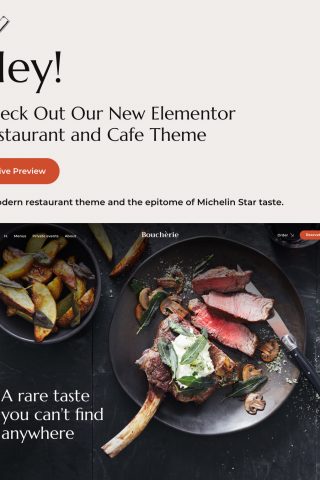 ley!
eck Out Our New Elementor
staurant and Cafe Theme
ive Preview
odern restaurant theme and the epitome of Michelin Star taste.
Menus Private events About Bouchèrie Order
A rare taste
you can't find
anywhere